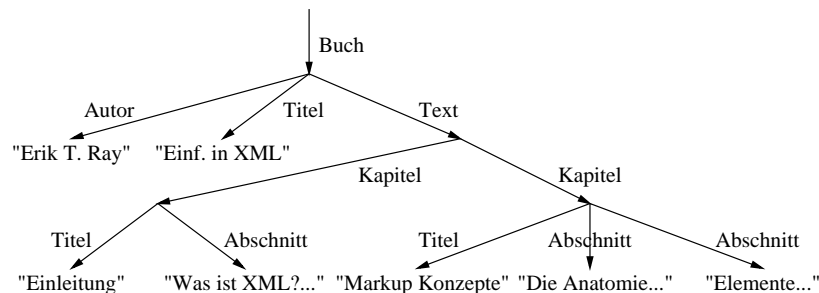 Buch
Autor Titel Text
"Erik T. Ray" "Einf. in XML"
Kapitel Kapitel
Titel Abschnitt Titel Abschnitt Abschnitt
"Einleitung" "Was ist XML?..." "Markup Konzepte" "Die Anatomie..." "Elemente..."